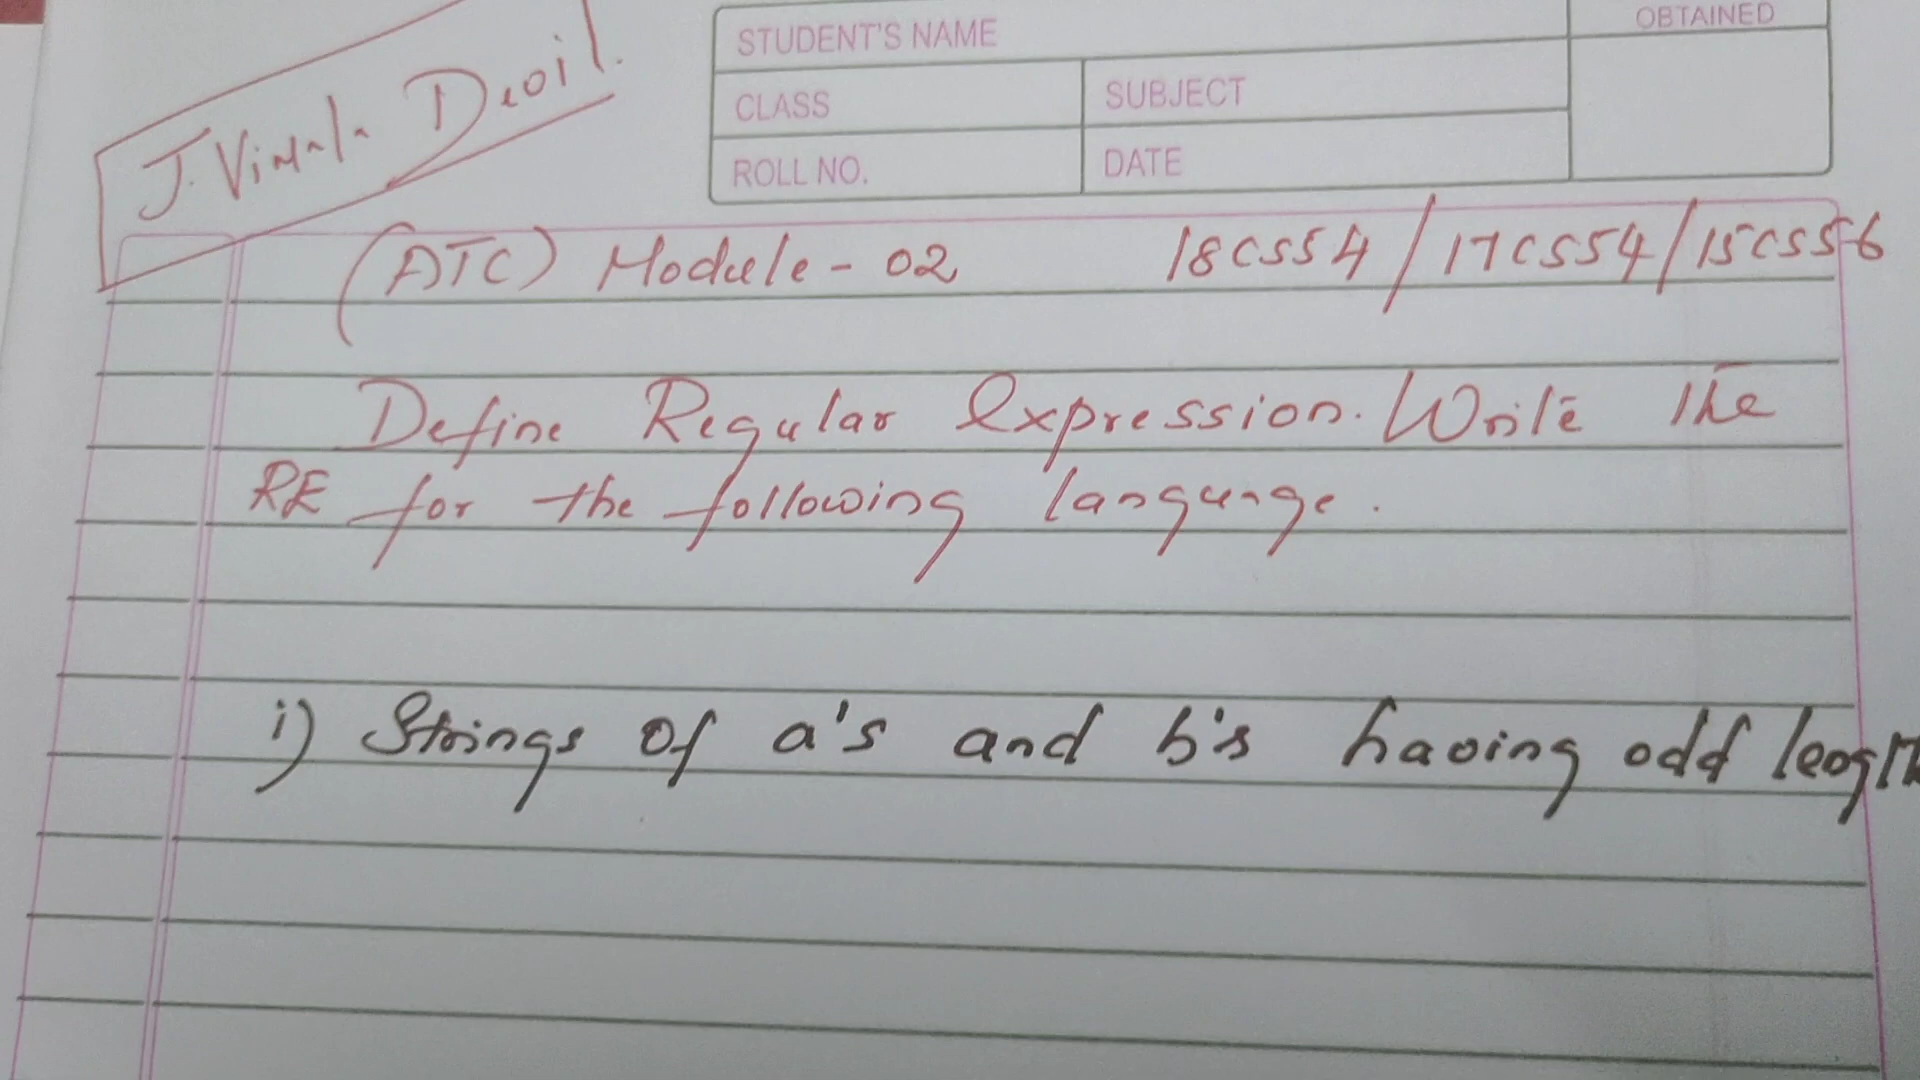 J. Vimala Devi.
STUDENT'S NAME
OBTAINED
CLASS
SUBJECT
ROLL NO.
DATE
(ATC) Module - 02 18CS54/17CS54/15CS556
Define Regular Expression. Write the
RE for the following language.
i) Strings of a's and b's having odd length